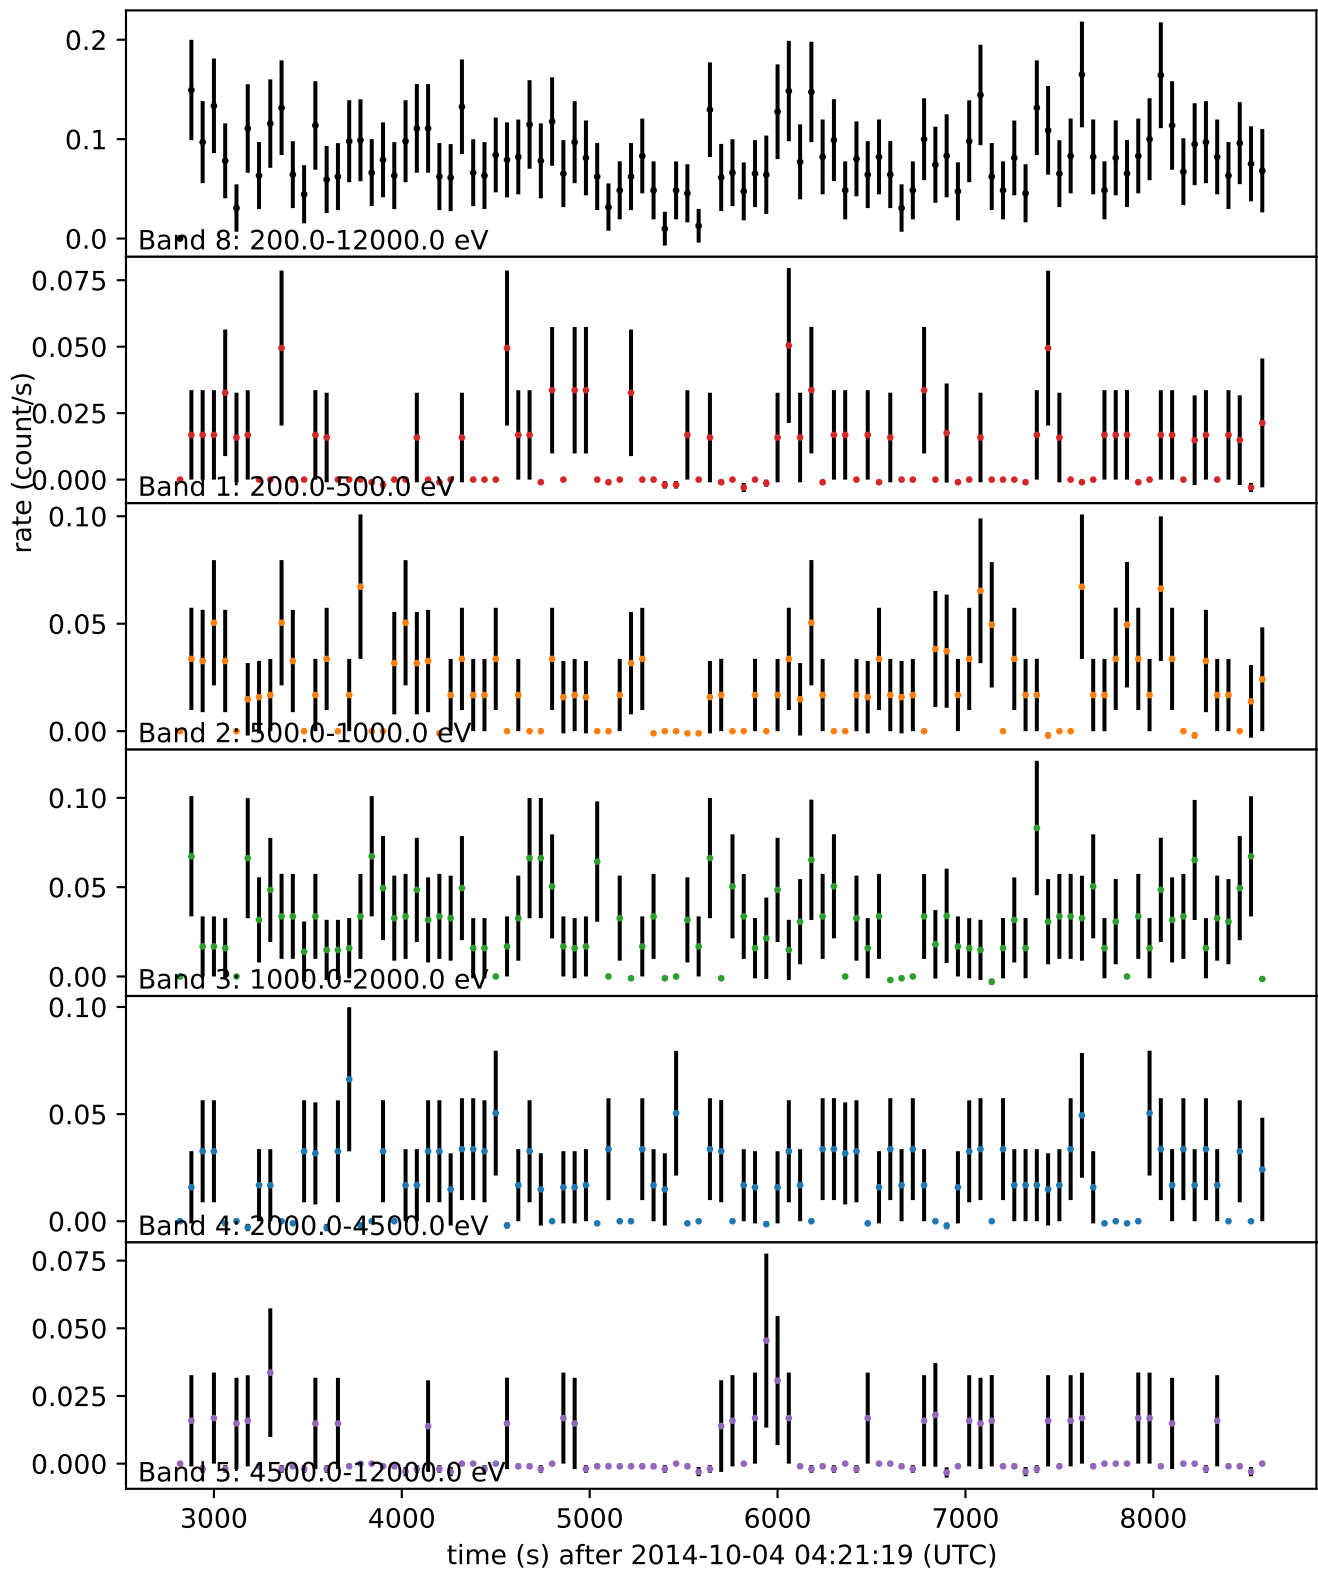 0.2
0.1
0.0
Band 8: 200.0-12000.0 eV
0.075
0.050
0.025
0.000
Band 1: 200.0-500.0 eV
rate (count/s)
0.10
0.05
0.00
Band 2: 500.0-1000.0 eV
0.10
0.05
0.00
Band 3: 1000.0-2000.0 eV
0.10
0.05
0.00
Band 4: 2000.0-4500.0 eV
0.075
0.050
0.025
0.000
Band 5: 4500.0-12000.0 eV
3000 4000 5000 6000 7000 8000
time (s) after 2014-10-04 04:21:19 (UTC)